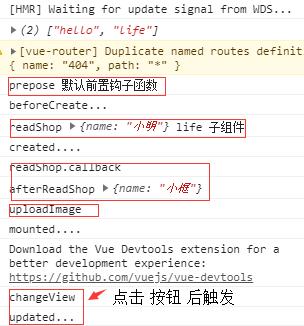 [HMR] Waiting for update signal from WDS...
(2) ["hello", "life"]
[vue-router] Duplicate named routes definit
{ name: "404", path: "*" }
prepose 默认前置钩子函数
beforeCreate...
readShop {name: "小明"} life 子组件
created....
readShop.callback
afterReadShop {name: "小框"}
uploadImage
mounted....
Download the Vue Devtools extension for a
better development experience:
https://github.com/vuejs/vue-devtools
changeView 点击 按钮 后触发
updated...